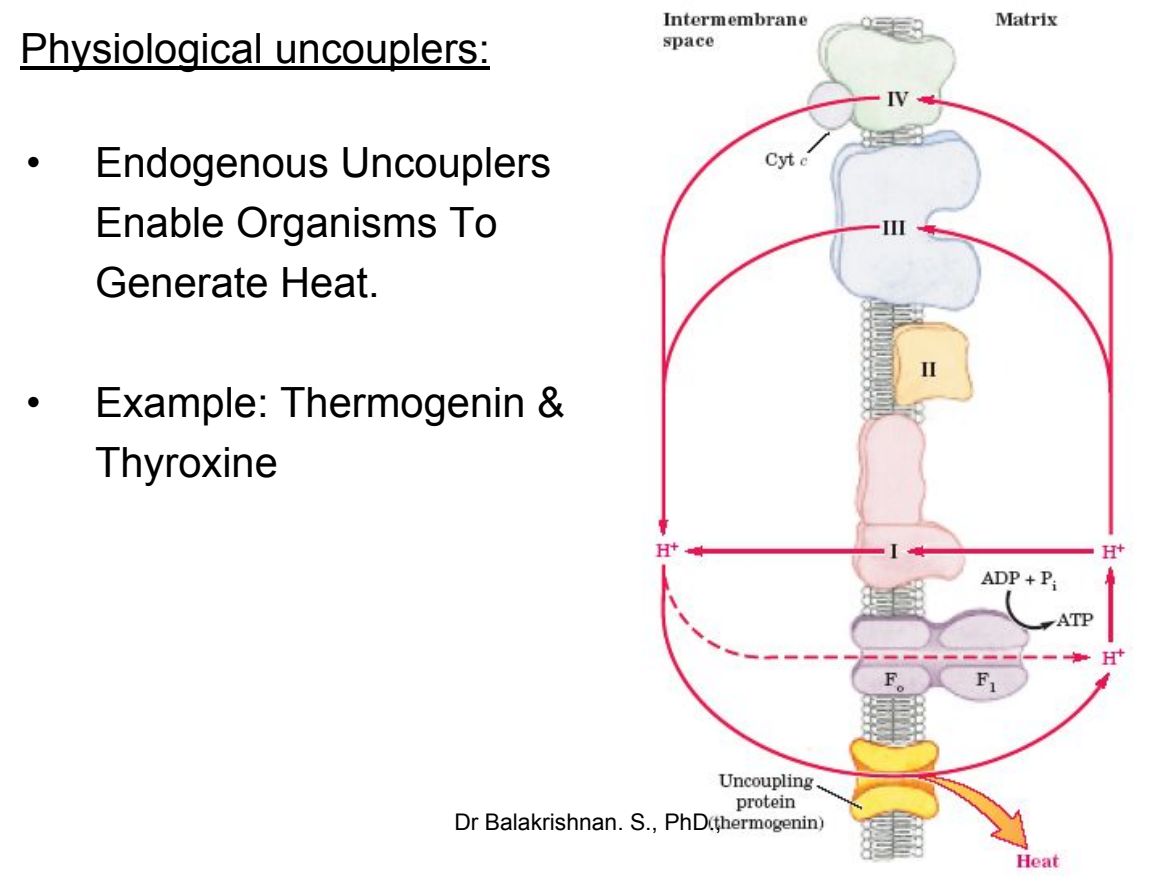 Physiological uncouplers:
• Endogenous Uncouplers
Enable Organisms To
Generate Heat.
• Example: Thermogenin &
Thyroxine
Intermembrane
space
Matrix
IV
Cyt c
III
II
H⁺
I
H⁺
ADP + Pᵢ
ATP
H⁺
Fₒ
F₁
Uncoupling
protein
(thermogenin)
Heat
Dr Balakrishnan. S., PhD.,